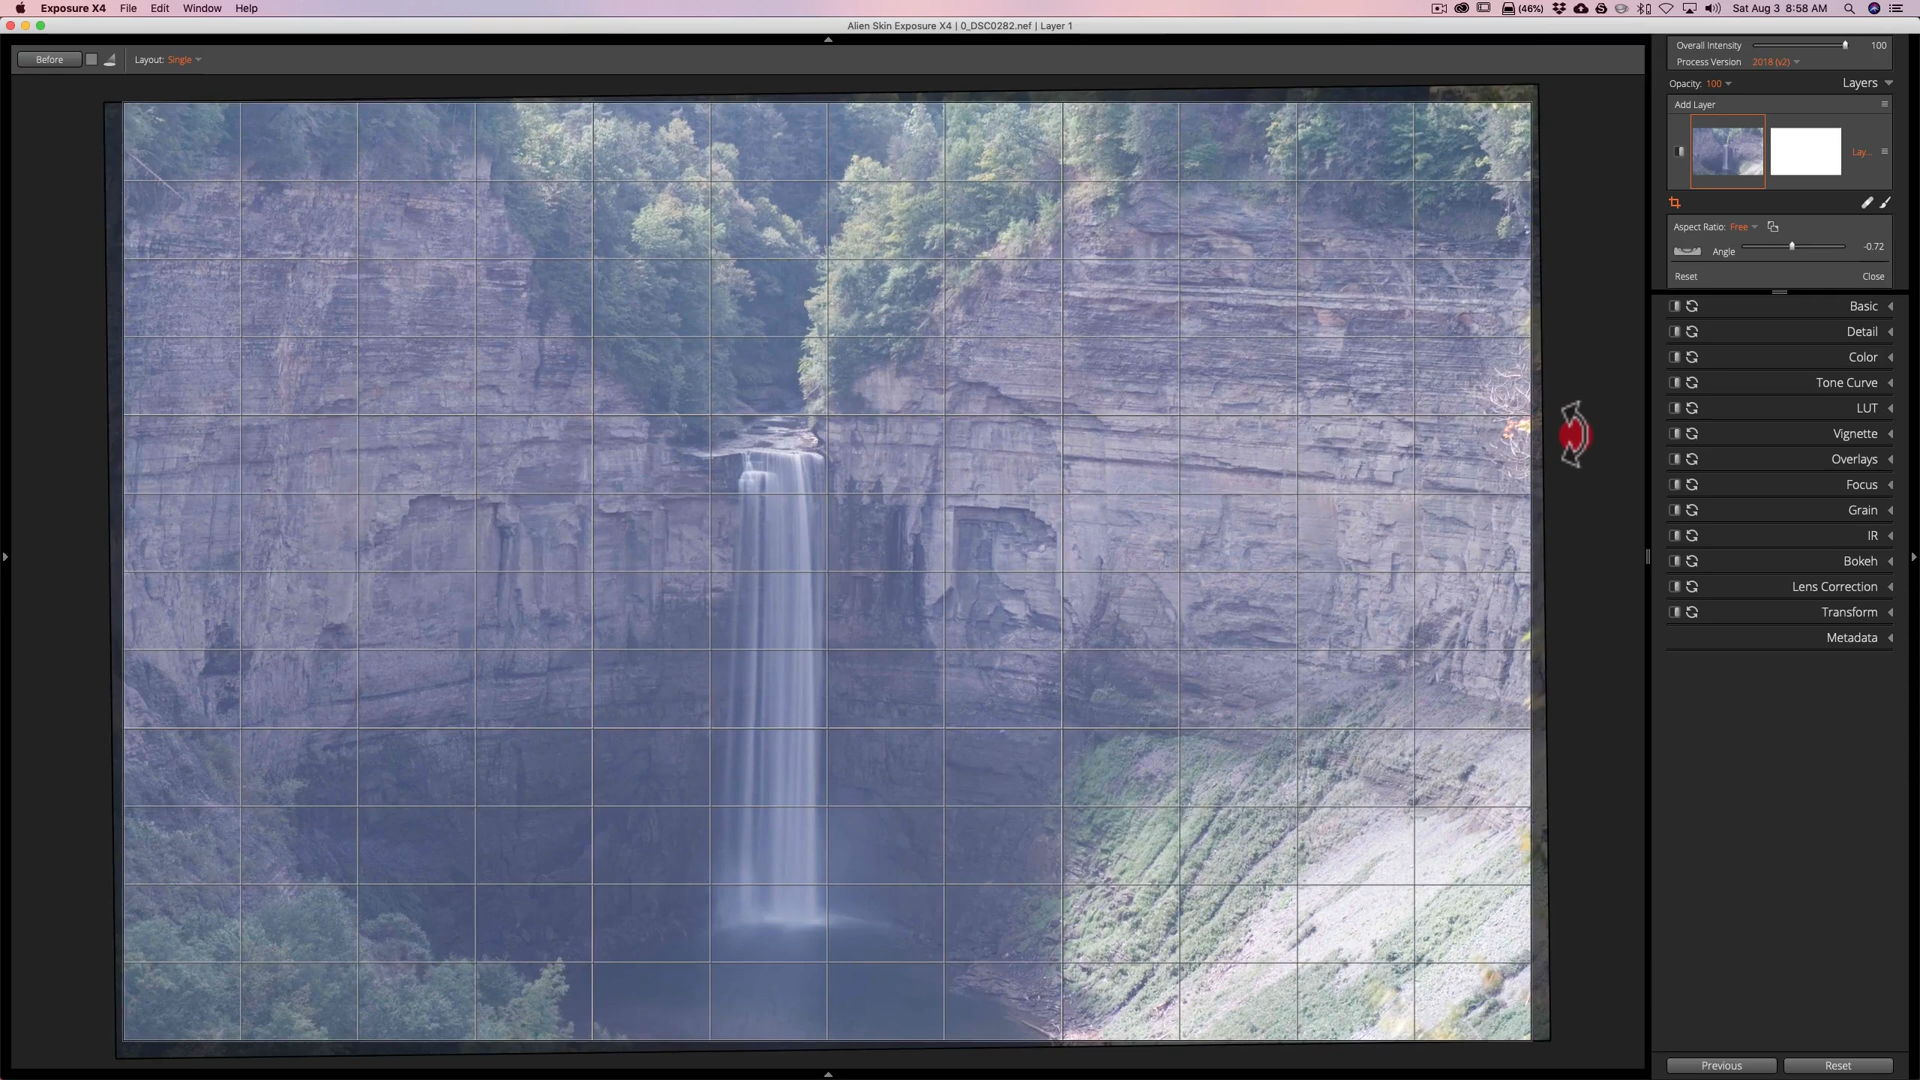 Exposure X4 File Edit Window Help
(46%) Sat Aug 3 8:58 AM
Alien Skin Exposure X4 | 0_DSC0282.nef | Layer 1
Before Layout: Single
Overall Intensity 100
Process Version 2018 (v2)
Opacity: 100 Layers
Add Layer
Lay...
Aspect Ratio: Free
Angle -0.72
Reset Close
Basic
Detail
Color
Tone Curve
LUT
Vignette
Overlays
Focus
Grain
IR
Bokeh
Lens Correction
Transform
Metadata
Previous Reset